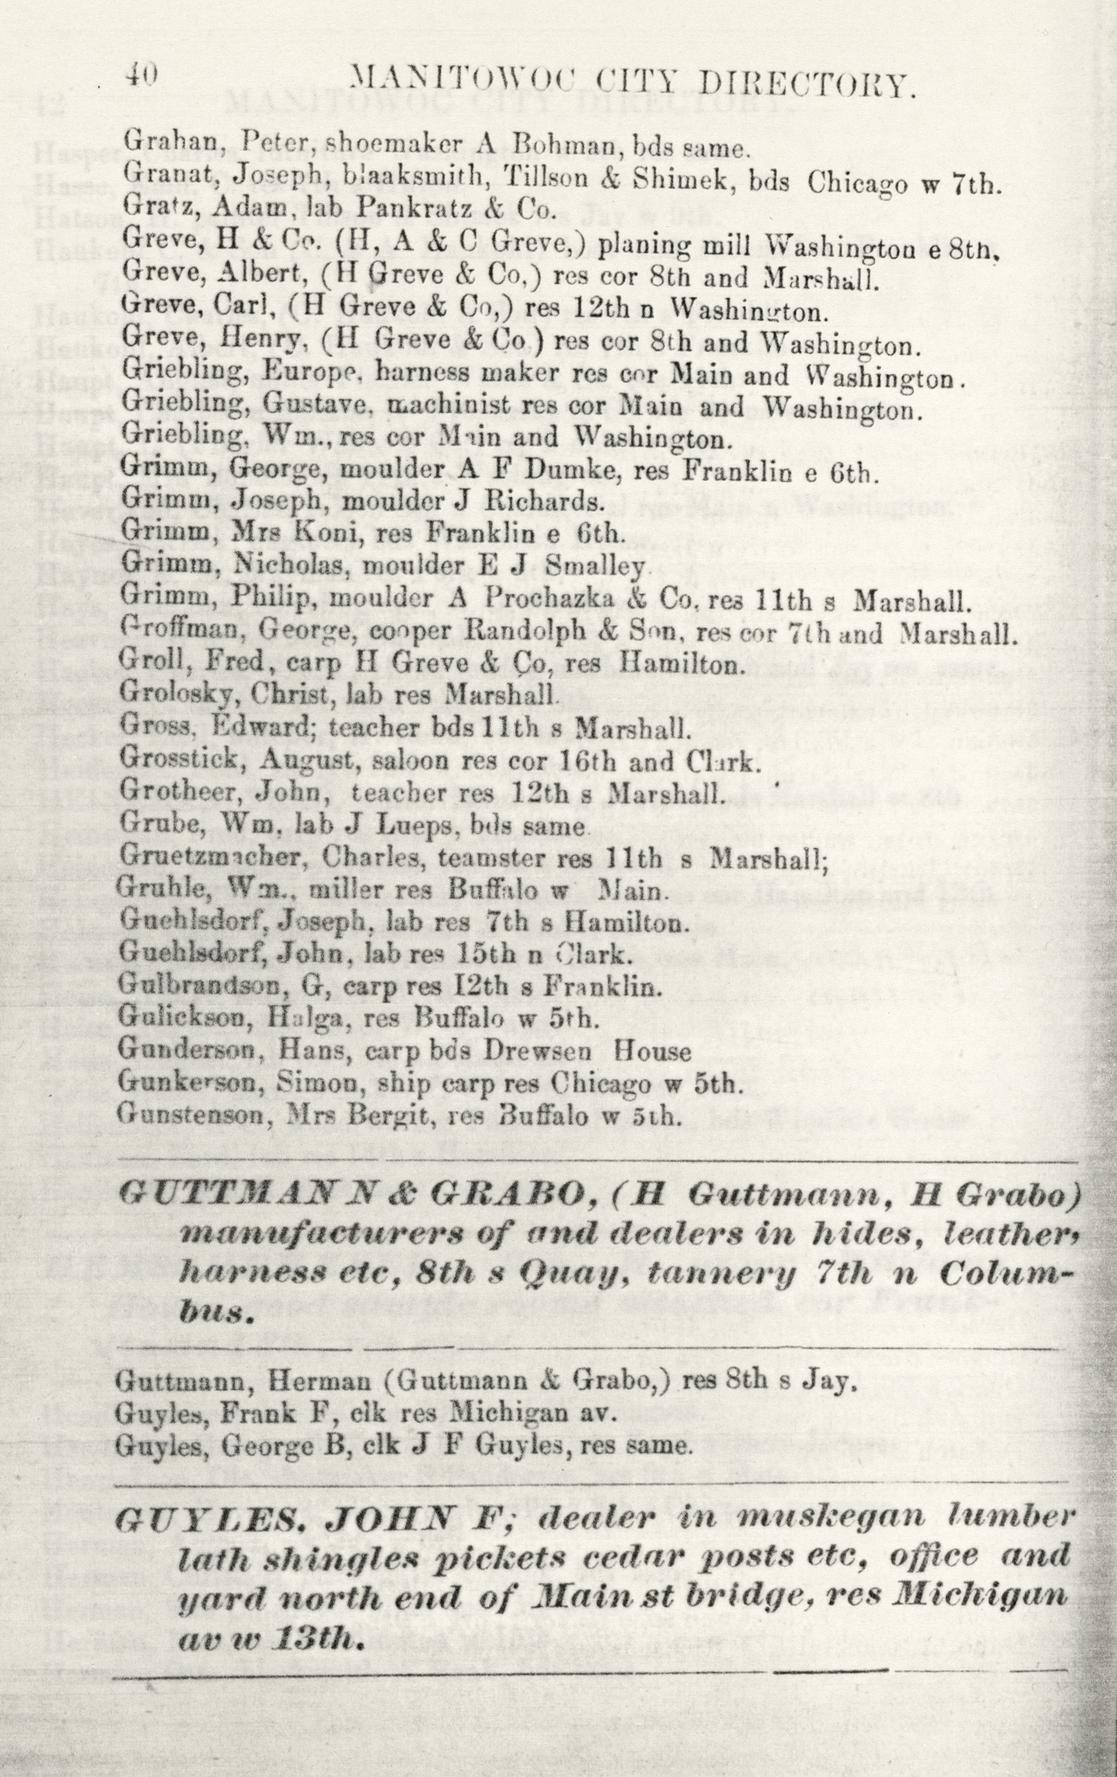 40 MANITOWOC CITY DIRECTORY.
Grahan, Peter, shoemaker A Bohman, bds same.
Granat, Joseph, blaaksmith, Tillson & Shimek, bds Chicago w 7th.
Gratz, Adam, lab Pankratz & Co.
Greve, H & Co. (H, A & C Greve,) planing mill Washington e 8th.
Greve, Albert, (H Greve & Co,) res cor 8th and Marshall.
Greve, Carl, (H Greve & Co,) res 12th n Washington.
Greve, Henry, (H Greve & Co.) res cor 8th and Washington.
Griebling, Europe, harness maker res cor Main and Washington.
Griebling, Gustave, machinist res cor Main and Washington.
Griebling, Wm., res cor Main and Washington.
Grimm, George, moulder A F Dumke, res Franklin e 6th.
Grimm, Joseph, moulder J Richards.
Grimm, Mrs Koni, res Franklin e 6th.
Grimm, Nicholas, moulder E J Smalley.
Grimm, Philip, moulder A Prochazka & Co, res 11th s Marshall.
Groffman, George, cooper Randolph & Son, res cor 7th and Marshall.
Groll, Fred, carp H Greve & Co, res Hamilton.
Grolosky, Christ, lab res Marshall.
Gross, Edward; teacher bds 11th s Marshall.
Grosstick, August, saloon res cor 16th and Clark.
Grotheer, John, teacher res 12th s Marshall.
Grube, Wm, lab J Lueps, bds same.
Gruetzmacher, Charles, teamster res 11th s Marshall;
Gruhle, Wm., miller res Buffalo w Main.
Guehlsdorf, Joseph, lab res 7th s Hamilton.
Guehlsdorf, John, lab res 15th n Clark.
Gulbrandson, G, carp res 12th s Franklin.
Gulickson, Halga, res Buffalo w 5th.
Gunderson, Hans, carp bds Drewsen House
Gunkerson, Simon, ship carp res Chicago w 5th.
Gunstenson, Mrs Bergit, res Buffalo w 5th.
GUTTMANN & GRABO, (H Guttmann, H Grabo)
manufacturers of and dealers in hides, leather,
harness etc, 8th s Quay, tannery 7th n Colum-
bus.
Guttmann, Herman (Guttmann & Grabo,) res 8th s Jay.
Guyles, Frank F, clk res Michigan av.
Guyles, George B, clk J F Guyles, res same.
GUYLES. JOHN F; dealer in muskegan lumber
lath shingles pickets cedar posts etc, office and
yard north end of Main st bridge, res Michigan
av w 13th.